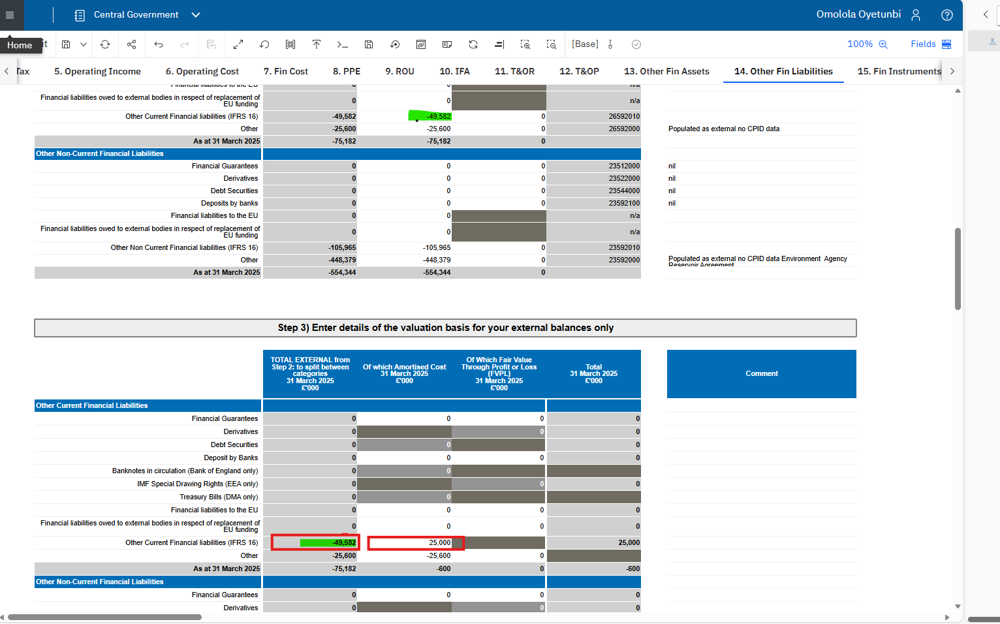 Central Government
Omolola Oyetunbi
Home
[Base]
100%
Fields
Tax
5. Operating Income
6. Operating Cost
7. Fin Cost
8. PPE
9. ROU
10. IFA
11. T&OR
12. T&OP
13. Other Fin Assets
14. Other Fin Liabilities
15. Fin Instruments
Financial liabilities to the EU 0 0 n/a
Financial liabilities owed to external bodies in respect of replacement of
EU funding 0 0 n/a
Other Current Financial liabilities (IFRS 16) -49,582 -49,582 0 26592010
Other -25,600 -25,600 0 26592000 Populated as external no CPID data
As at 31 March 2025 -75,182 -75,182 0
Other Non-Current Financial Liabilities
Financial Guarantees 0 0 0 23512000 nil
Derivatives 0 0 0 23522000 nil
Debt Securities 0 0 0 23544000 nil
Deposits by banks 0 0 0 23592100 nil
Financial liabilities to the EU 0 0 n/a
Financial liabilities owed to external bodies in respect of replacement of
EU funding 0 0 n/a
Other Non Current Financial liabilities (IFRS 16) -105,965 -105,965 0 23592010
Other -448,379 -448,379 0 23592000 Populated as external no CPID data Environment Agency
Reservoir Agreement
As at 31 March 2025 -554,344 -554,344 0
Step 3) Enter details of the valuation basis for your external balances only
TOTAL EXTERNAL from
Step 2: to split between
categories
31 March 2025
£'000
Of which Amortised Cost
31 March 2025
£'000
Of Which Fair Value
Through Profit or Loss
(FVPL)
31 March 2025
£'000
Total
31 March 2025
£'000
Comment
Other Current Financial Liabilities
Financial Guarantees 0 0 0 0
Derivatives 0 0 0
Debt Securities 0 0 0
Deposit by Banks 0 0 0 0
Banknotes in circulation (Bank of England only) 0 0
IMF Special Drawing Rights (EEA only) 0 0 0
Treasury Bills (DMA only) 0 0
Financial liabilities to the EU 0 0 0 0
Financial liabilities owed to external bodies in respect of replacement of
EU funding 0 0 0 0
Other Current Financial liabilities (IFRS 16) -49,582 25,000 25,000
Other -25,600 -25,600 0
As at 31 March 2025 -75,182 -600 0 -600
Other Non-Current Financial Liabilities
Financial Guarantees 0 0 0 0
Derivatives 0 0 0